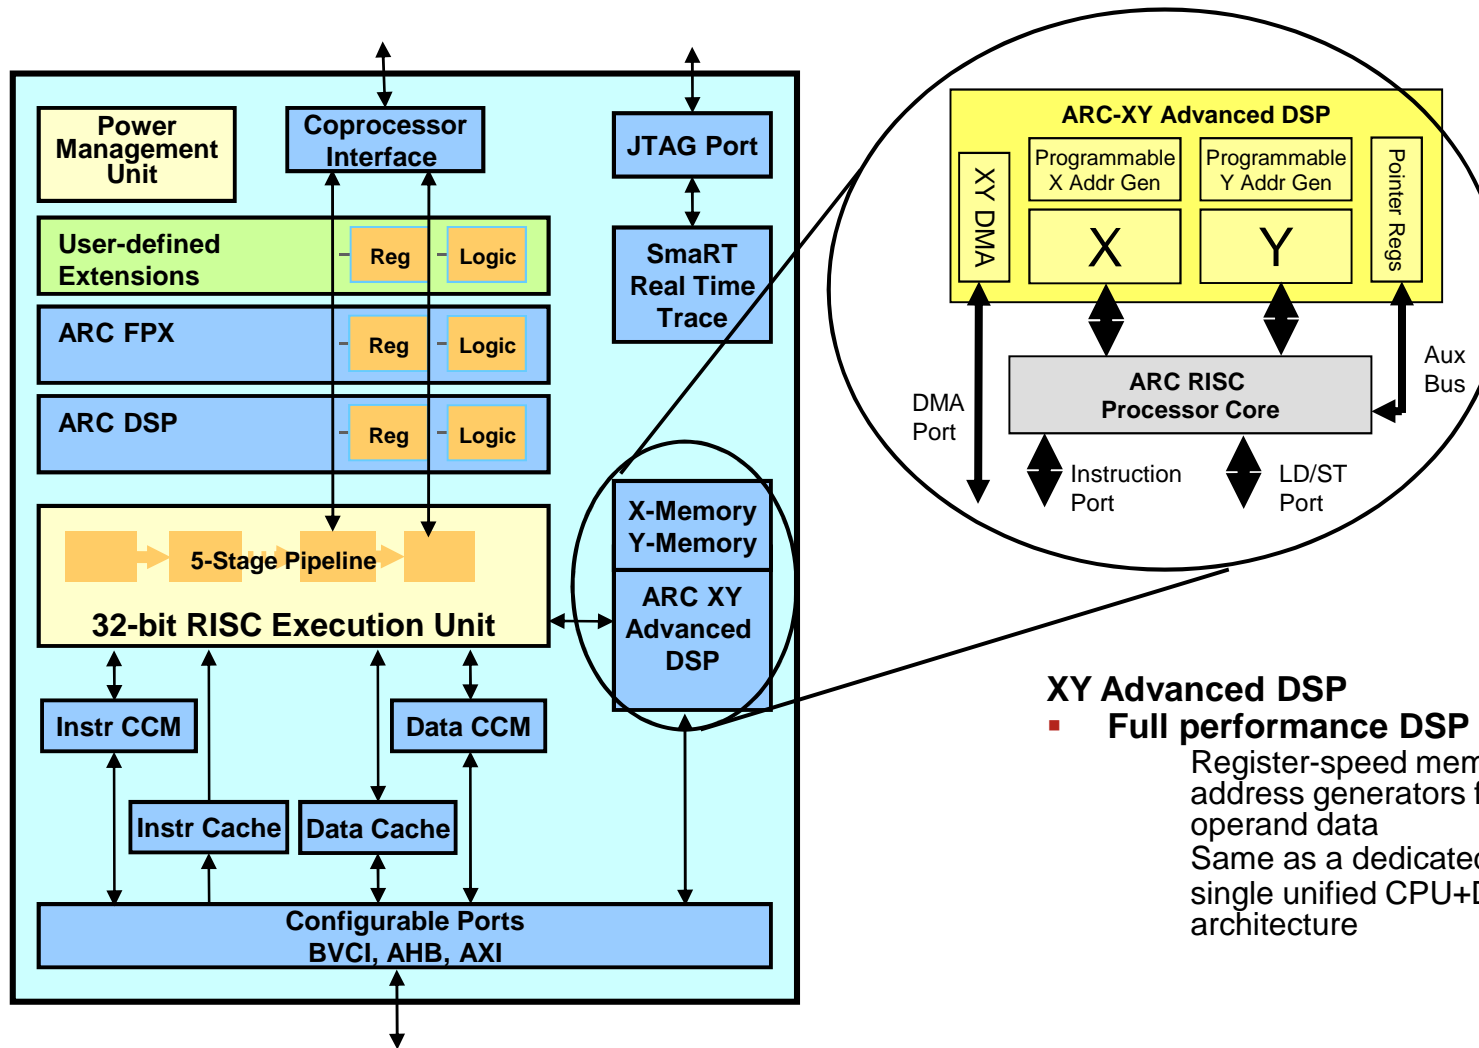 Power
Management
Unit
Coprocessor
Interface
JTAG Port
User-defined
Extensions
Reg
Logic
SmaRT
Real Time
Trace
ARC FPX
Reg
Logic
ARC DSP
Reg
Logic
5-Stage Pipeline
32-bit RISC Execution Unit
X-Memory
Y-Memory
ARC XY
Advanced
DSP
Instr CCM
Data CCM
Instr Cache
Data Cache
Configurable Ports
BVCI, AHB, AXI
ARC-XY Advanced DSP
XY DMA
Programmable
X Addr Gen
Programmable
Y Addr Gen
Pointer Regs
X
Y
ARC RISC
Processor Core
DMA
Port
Aux
Bus
Instruction
Port
LD/ST
Port
XY Advanced DSP
Full performance DSP
Register-speed mem
address generators f
operand data
Same as a dedicated
single unified CPU+D
architecture